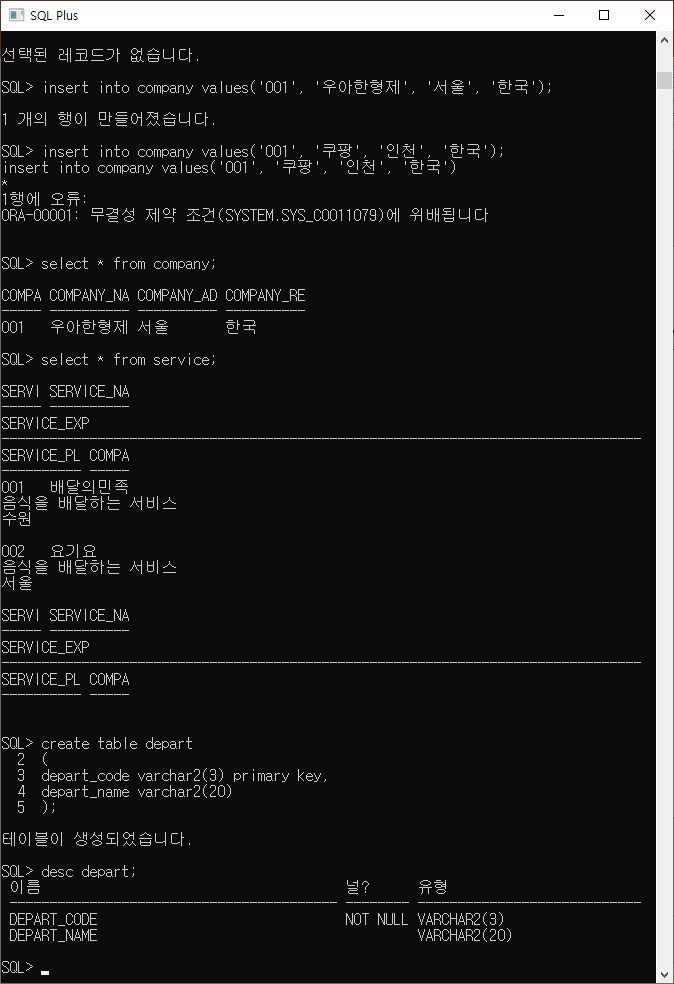 SQL Plus
선택된 레코드가 없습니다.
SQL> insert into company values('001', '우아한형제', '서울', '한국');
1 개의 행이 만들어졌습니다.
SQL> insert into company values('001', '쿠팡', '인천', '한국');
insert into company values('001', '쿠팡', '인천', '한국')
*
1행에 오류:
ORA-00001: 무결성 제약 조건(SYSTEM.SYS_C0011079)에 위배됩니다
SQL> select * from company;
COMPA COMPANY_NA COMPANY_AD COMPANY_RE
----- ---------- ---------- ----------
001 우아한형제 서울 한국
SQL> select * from service;
SERVI SERVICE_NA
----- ----------
SERVICE_EXP
--------------------------------------------------------------------------------
SERVICE_PL COMPA
---------- -----
001 배달의민족
음식을 배달하는 서비스
수원
002 요기요
음식을 배달하는 서비스
서울
SERVI SERVICE_NA
----- ----------
SERVICE_EXP
--------------------------------------------------------------------------------
SERVICE_PL COMPA
---------- -----
SQL> create table depart
2 (
3 depart_code varchar2(3) primary key,
4 depart_name varchar2(20)
5 );
테이블이 생성되었습니다.
SQL> desc depart;
이름 널? 유형
----------------------------------------- -------- ----------------------------
DEPART_CODE NOT NULL VARCHAR2(3)
DEPART_NAME VARCHAR2(20)
SQL>